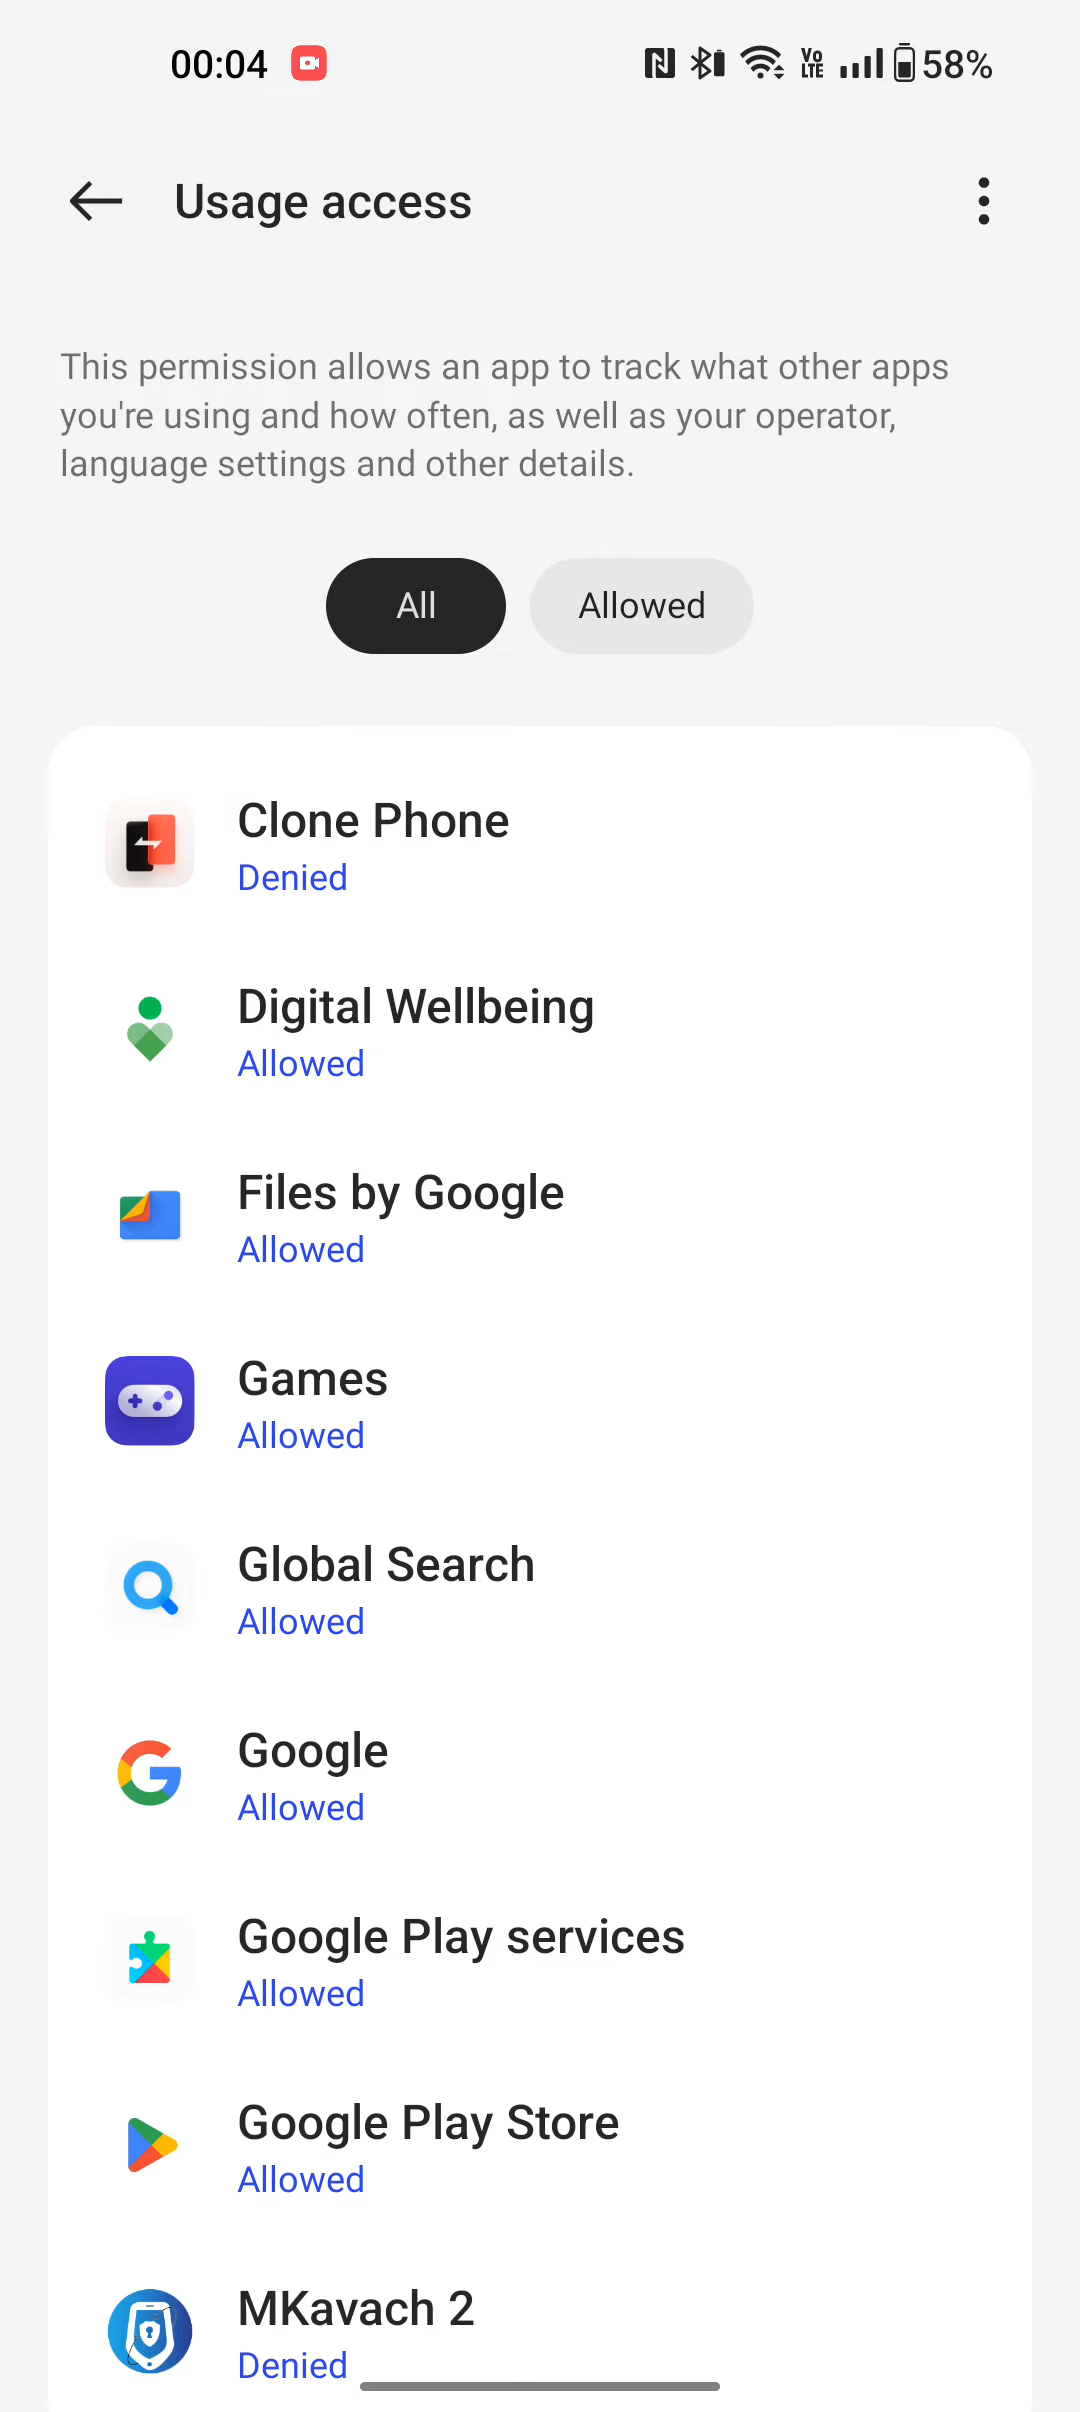 00:04
Vo
LTE
58%
Usage access
This permission allows an app to track what other apps
you're using and how often, as well as your operator,
language settings and other details.
All
Allowed
Clone Phone
Denied
Digital Wellbeing
Allowed
Files by Google
Allowed
Games
Allowed
Global Search
Allowed
Google
Allowed
Google Play services
Allowed
Google Play Store
Allowed
MKavach 2
Denied